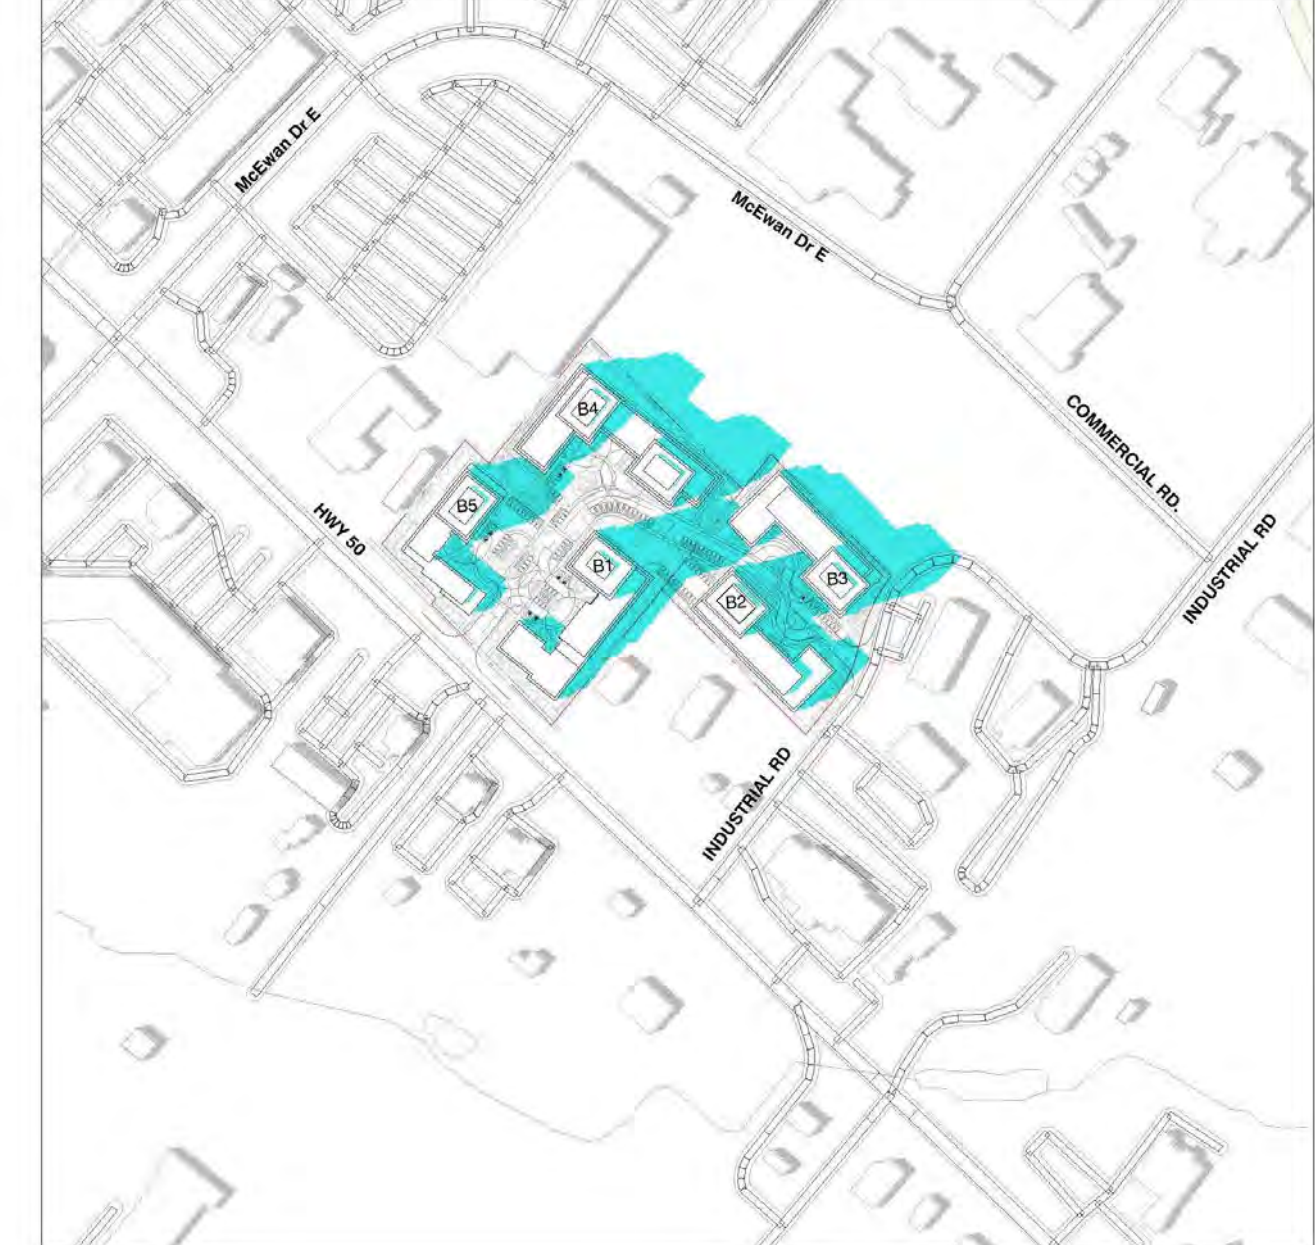 McEwan Dr E
McEwan Dr E
COMMERCIAL RD.
B4
B5
HWY 50
B1
B3
B2
INDUSTRIAL RD
INDUSTRIAL RD